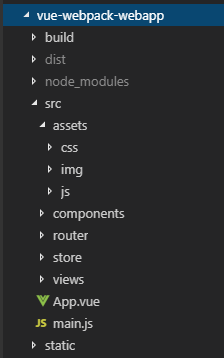 vue-webpack-webapp
build
dist
node_modules
src
assets
css
img
js
components
router
store
views
App.vue
JS main.js
static